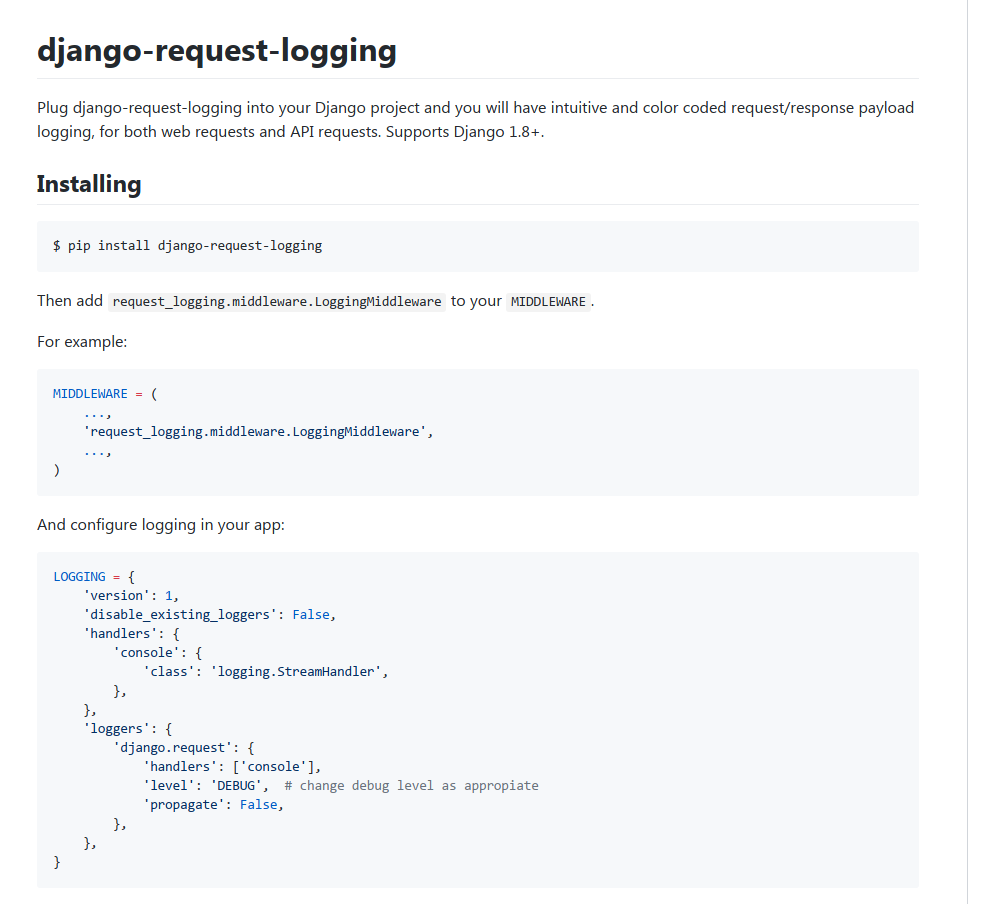 django-request-logging
Plug django-request-logging into your Django project and you will have intuitive and color coded request/response payload
logging, for both web requests and API requests. Supports Django 1.8+.
Installing
$ pip install django-request-logging
Then add request_logging.middleware.LoggingMiddleware to your MIDDLEWARE.
For example:
MIDDLEWARE = (
    ...,
    'request_logging.middleware.LoggingMiddleware',
    ...,
)
And configure logging in your app:
LOGGING = {
    'version': 1,
    'disable_existing_loggers': False,
    'handlers': {
        'console': {
            'class': 'logging.StreamHandler',
        },
    },
    'loggers': {
        'django.request': {
            'handlers': ['console'],
            'level': 'DEBUG',  # change debug level as appropiate
            'propagate': False,
        },
    },
}